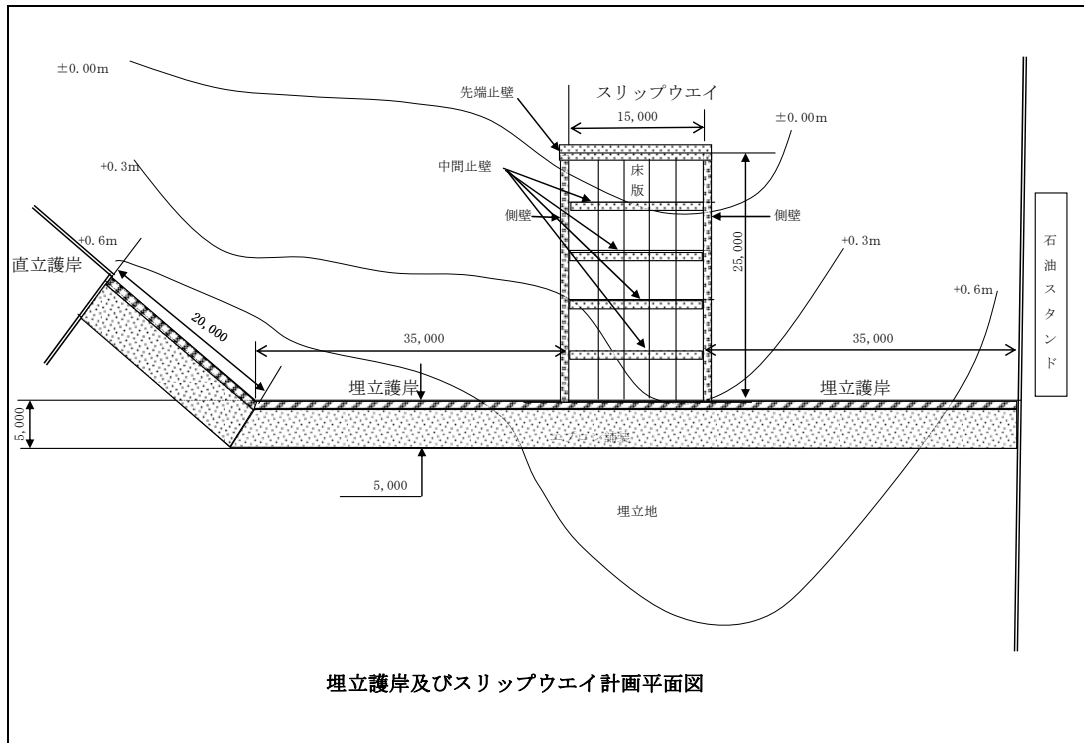 ±0.00m
先端止壁
スリップウエイ
15,000
±0.00m
+0.3m
中間止壁
床版
側壁
側壁
25,000
+0.6m
+0.3m
直立護岸
石油スタンド
20,000
+0.6m
35,000
35,000
埋立護岸
埋立護岸
5,000
5,000
埋立地
埋立護岸及びスリップウエイ計画平面図